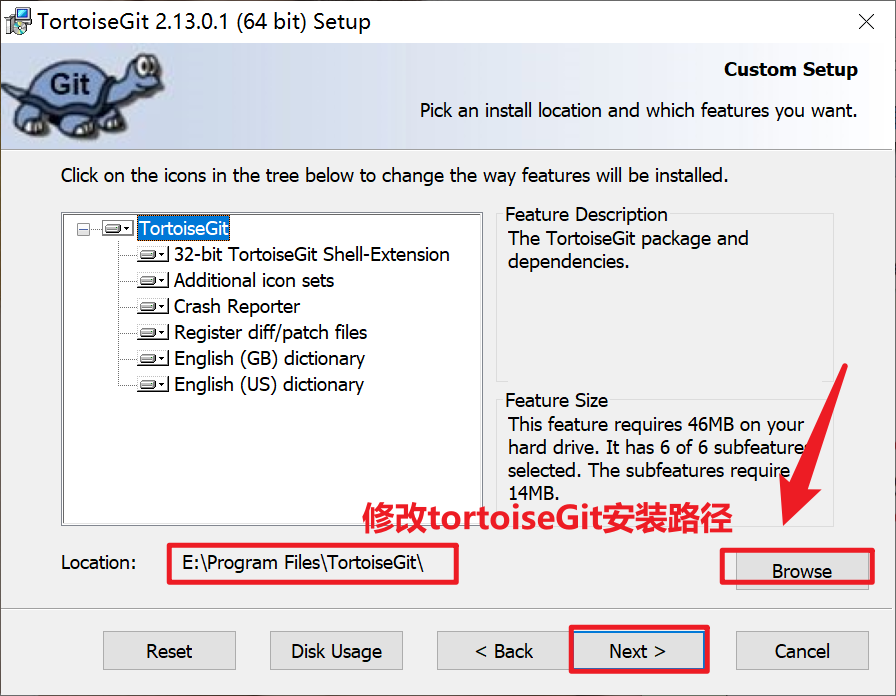 TortoiseGit 2.13.0.1 (64 bit) Setup
Git
Custom Setup
Pick an install location and which features you want.
Click on the icons in the tree below to change the way features will be installed.
TortoiseGit
32-bit TortoiseGit Shell-Extension
Additional icon sets
Crash Reporter
Register diff/patch files
English (GB) dictionary
English (US) dictionary
Feature Description
The TortoiseGit package and
dependencies.
Feature Size
This feature requires 46MB on your
hard drive. It has 6 of 6 subfeatures
selected. The subfeatures require
14MB.
修改tortoiseGit安装路径
Location:
E:\Program Files\TortoiseGit\
Browse
Reset
Disk Usage
< Back
Next >
Cancel